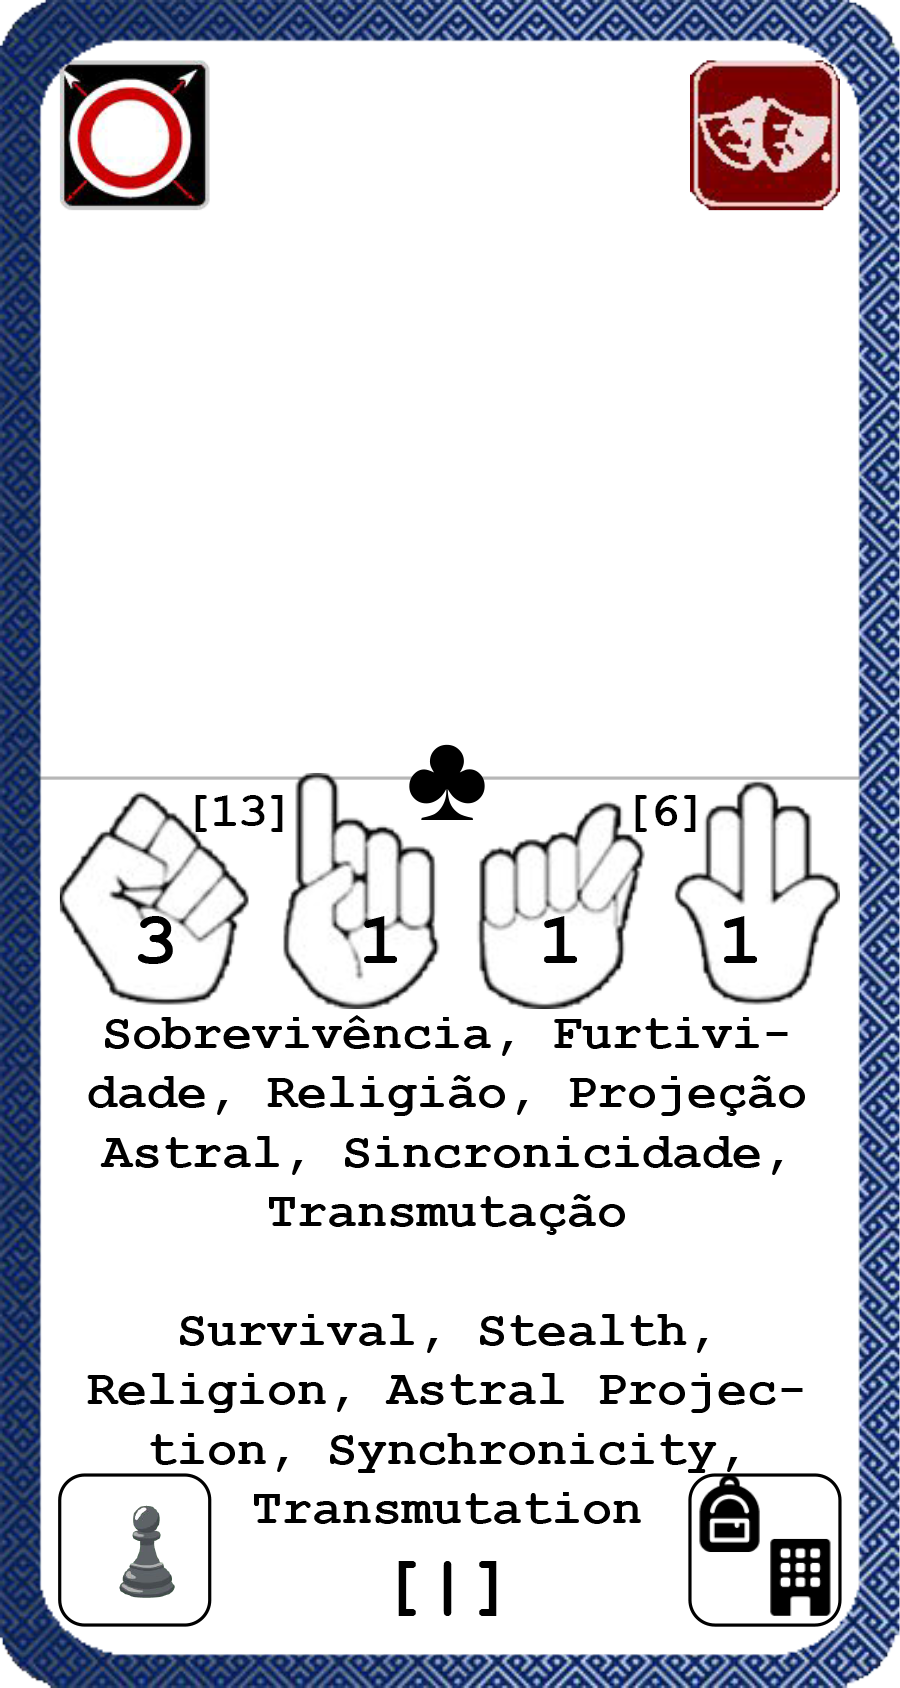 [13] [6]
3 1 1 1
Sobrevivência, Furtivi-
dade, Religião, Projeção
Astral, Sincronicidade,
Transmutação
Survival, Stealth,
Religion, Astral Projec-
tion, Synchronicity,
Transmutation
[|]